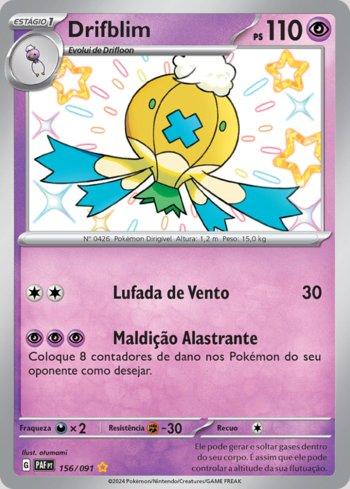 ESTÁGIO 1
Drifblim
PS 110
Evolui de Drifloon
Nº 0426 Pokémon Dirigível Altura: 1,2 m Peso: 15,0 kg
Lufada de Vento 30
Maldição Alastrante
Coloque 8 contadores de dano nos Pokémon do seu
oponente como desejar.
Fraqueza ×2 Resistência -30 Recuo
Ilust. otumami
G PAF PT 156/091
Ele pode gerar e soltar gases dentro
do seu corpo. É assim que ele pode
controlar a altitude da sua flutuação.
©2024 Pokémon/Nintendo/Creatures/GAME FREAK